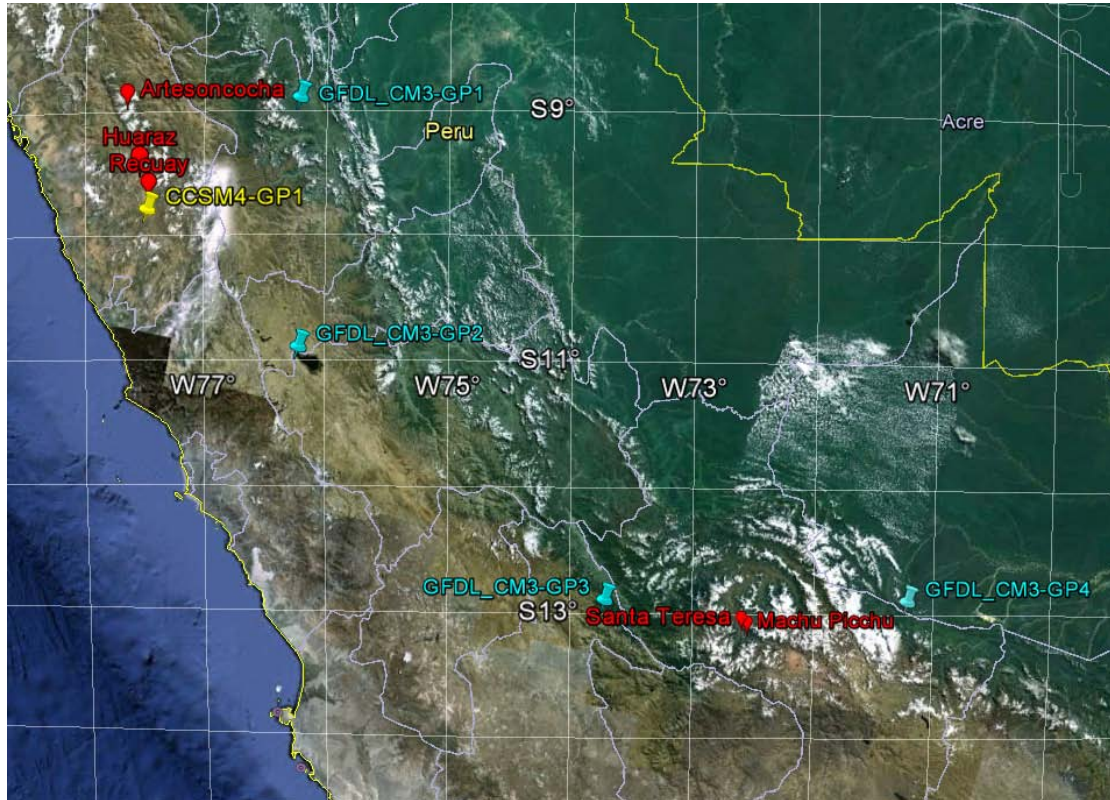 Artesoncocha
GFDL_CM3-GP1
S9°
Peru
Acre
Huaraz
Recuay
CCSM4-GP1
GFDL_CM3-GP2
S11°
W77°
W75°
W73°
W71°
GFDL_CM3-GP3
GFDL_CM3-GP4
S13°
Santa Teresa
Machu Picchu